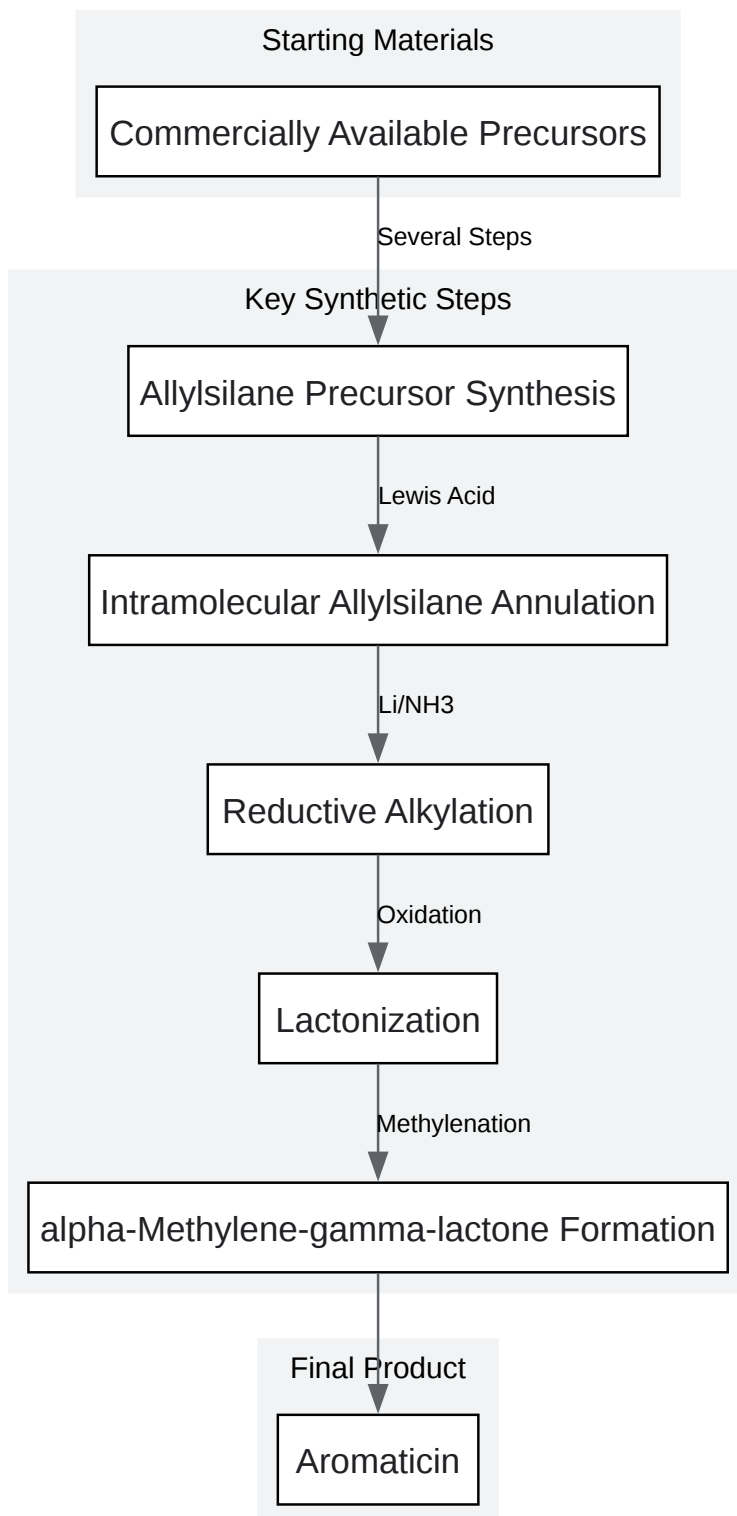 Starting Materials
Commercially Available Precursors
Several Steps
Key Synthetic Steps
Allylsilane Precursor Synthesis
Lewis Acid
Intramolecular Allylsilane Annulation
Li/NH3
Reductive Alkylation
Oxidation
Lactonization
Methylenation
alpha-Methylene-gamma-lactone Formation
Final Product
Aromaticin